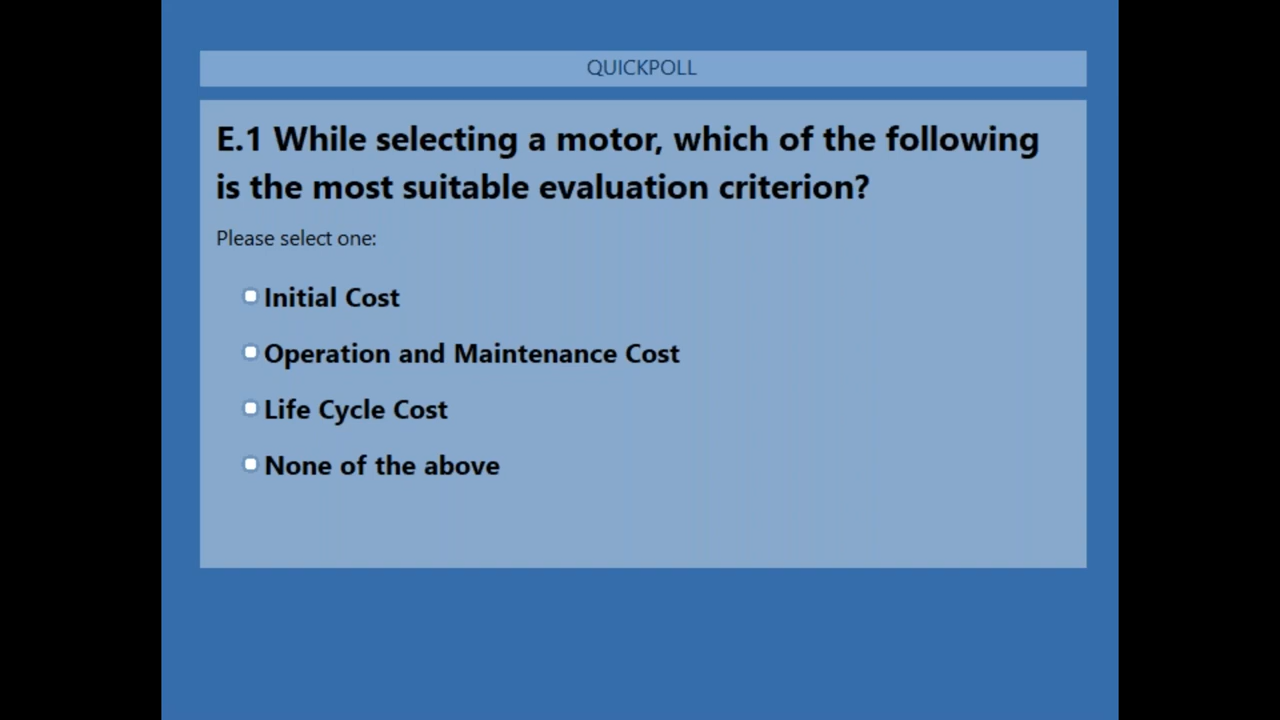 QUICKPOLL
E.1 While selecting a motor, which of the following
is the most suitable evaluation criterion?
Please select one:
Initial Cost
Operation and Maintenance Cost
Life Cycle Cost
None of the above